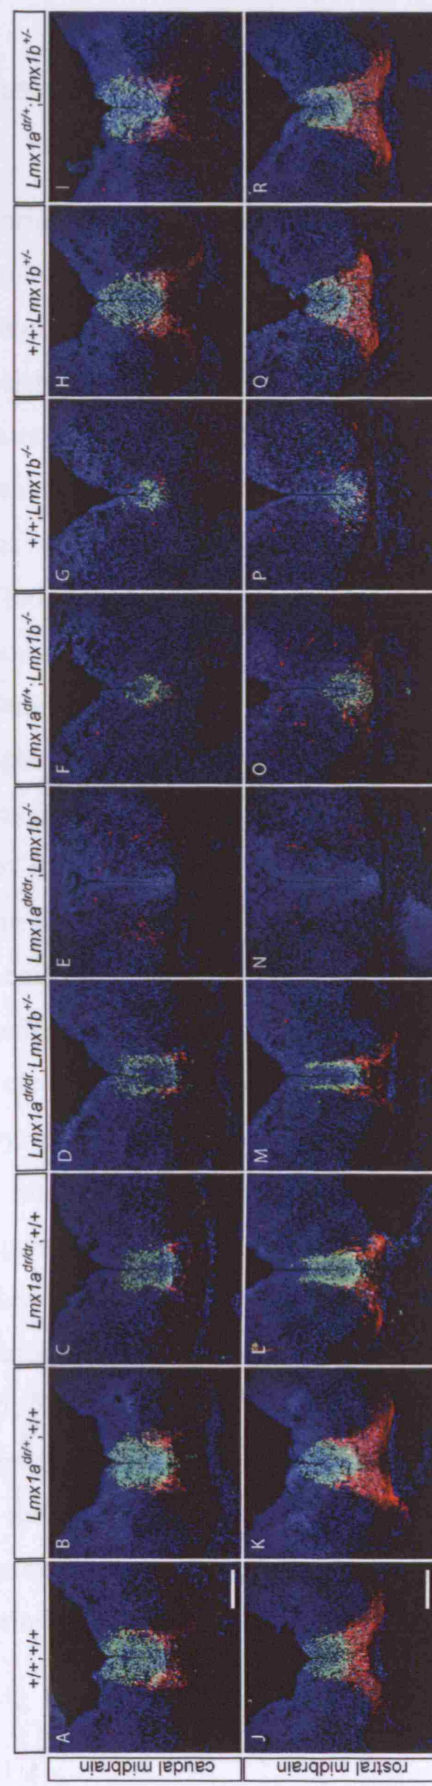 +/+;+/+
Lmx1a^dr/+;+/+
Lmx1a^dr/dr;+/+
Lmx1a^dr/dr;Lmx1b^+/-
Lmx1a^dr/dr;Lmx1b^-/-
Lmx1a^dr/+;Lmx1b^-/-
+/+;Lmx1b^-/-
+/+;Lmx1b^+/-
Lmx1a^dr/+;Lmx1b^+/-
caudal midbrain
A
B
C
D
E
F
G
H
I
rostral midbrain
J
K
L
M
N
O
P
Q
R